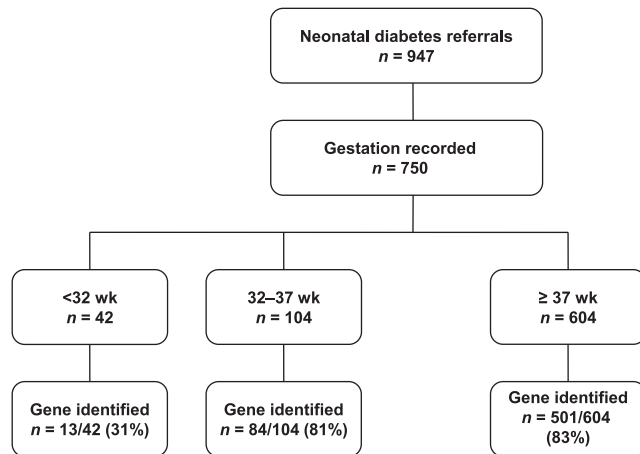 Neonatal diabetes referrals
n = 947
Gestation recorded
n = 750
<32 wk
n = 42
32–37 wk
n = 104
≥ 37 wk
n = 604
Gene identified
n = 13/42 (31%)
Gene identified
n = 84/104 (81%)
Gene identified
n = 501/604
(83%)